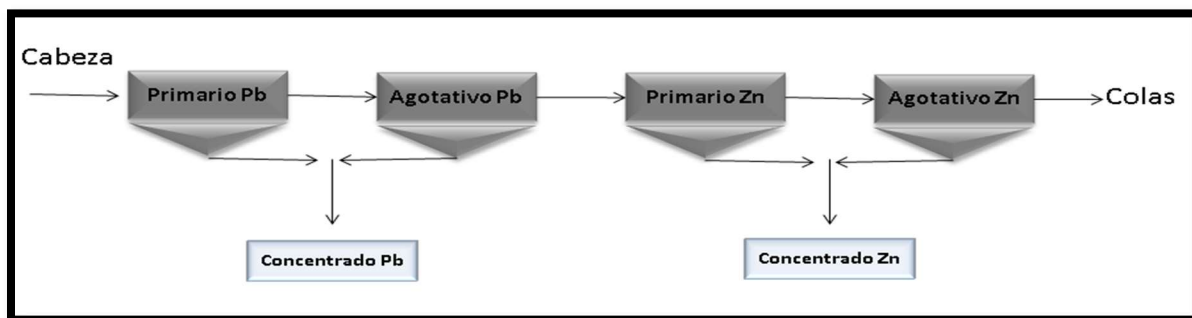 Cabeza
Primario Pb
Agotativo Pb
Primario Zn
Agotativo Zn
Colas
Concentrado Pb
Concentrado Zn